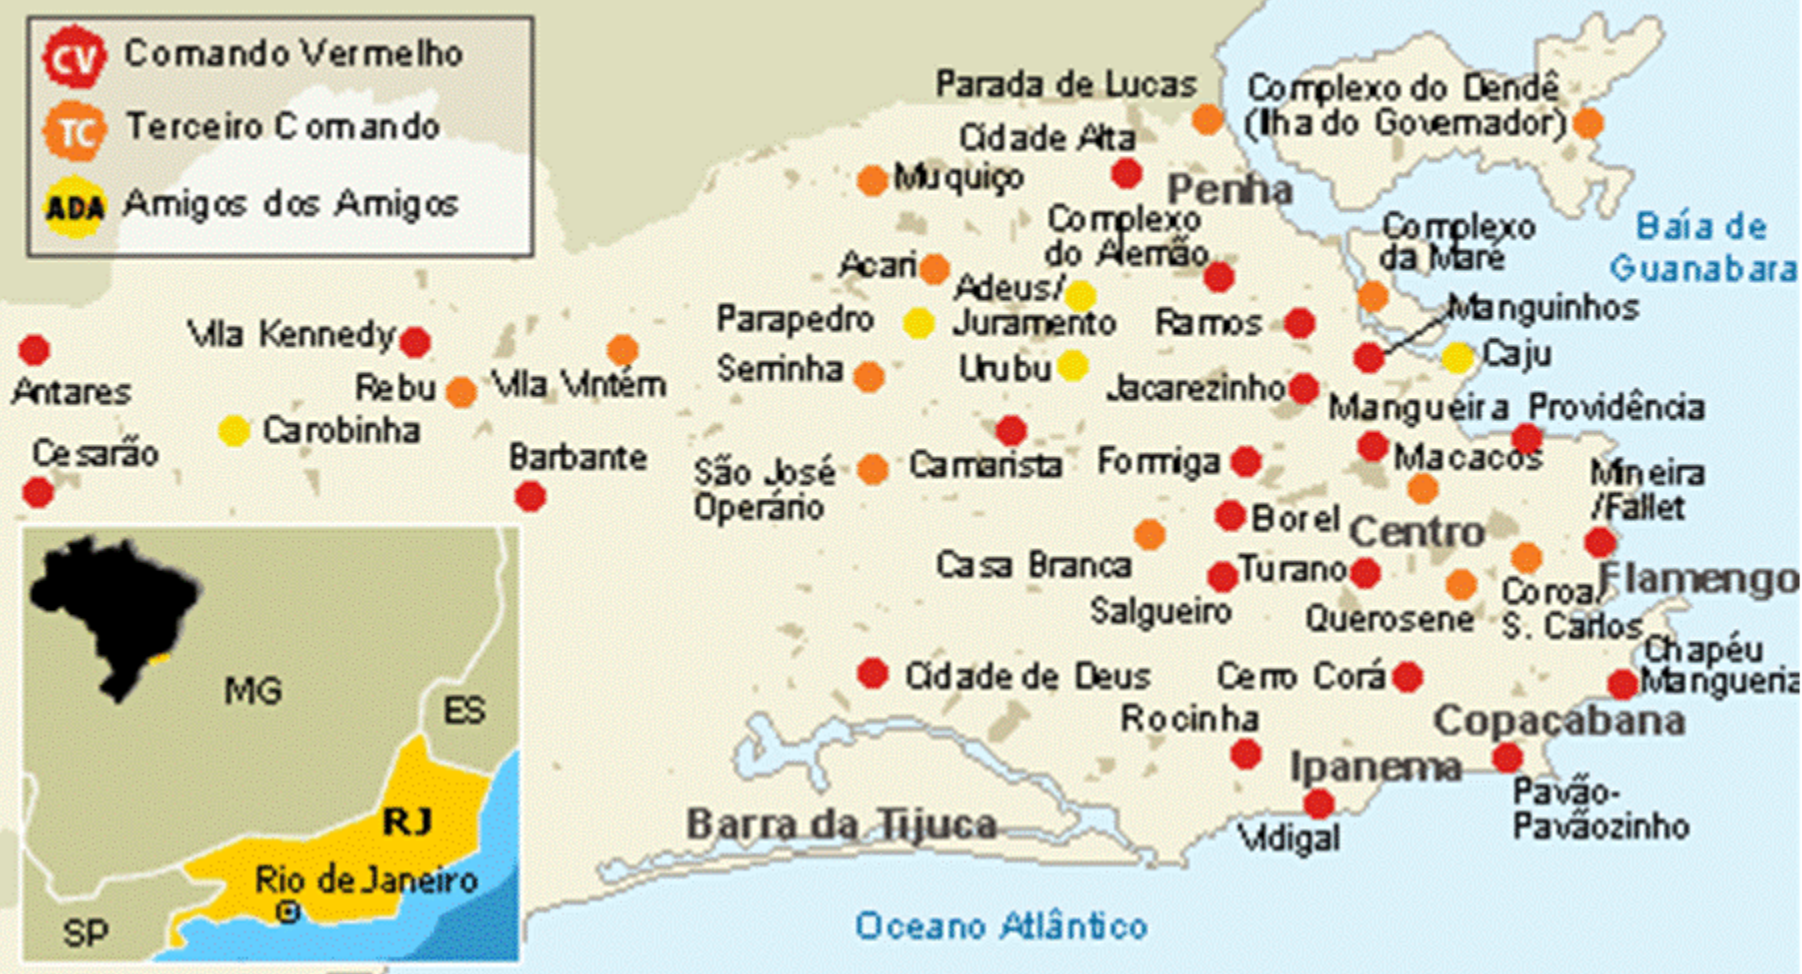 CV Comando Vermelho
TC Terceiro Comando
ADA Amigos dos Amigos
Parada de Lucas
Complexo do Dendê
(Ilha do Governador)
Cidade Alta
Muquiço
Penha
Complexo
do Alemão
Complexo
da Maré
Baía de
Guanabara
Acari
Adeus/
Juramento
Parapedro
Ramos
Manguinhos
Vila Kennedy
Antares
Rebu
Vila Vintém
Serrinha
Urubu
Jacarezinho
Caju
Mangueira
Providência
Carobinha
Cesarão
Barbante
São José
Operário
Camarista
Formiga
Macacos
Mineira
/Fallet
Borel
Centro
Casa Branca
Turano
Salgueiro
Querosene
Coroa/
S. Carlos
Flamengo
Chapéu
Mangueria
Cidade de Deus
Cerro Corá
Rocinha
Copacabana
Ipanema
Pavão-
Pavãozinho
Vidigal
Barra da Tijuca
Oceano Atlântico
MG
ES
RJ
Rio de Janeiro
SP